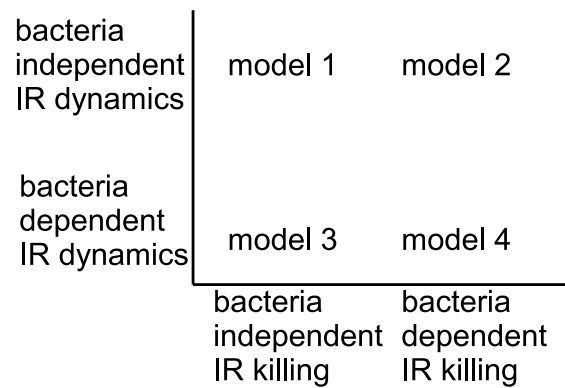 bacteria
independent
IR dynamics
model 1
model 2
bacteria
dependent
IR dynamics
model 3
model 4
bacteria
independent
IR killing
bacteria
dependent
IR killing